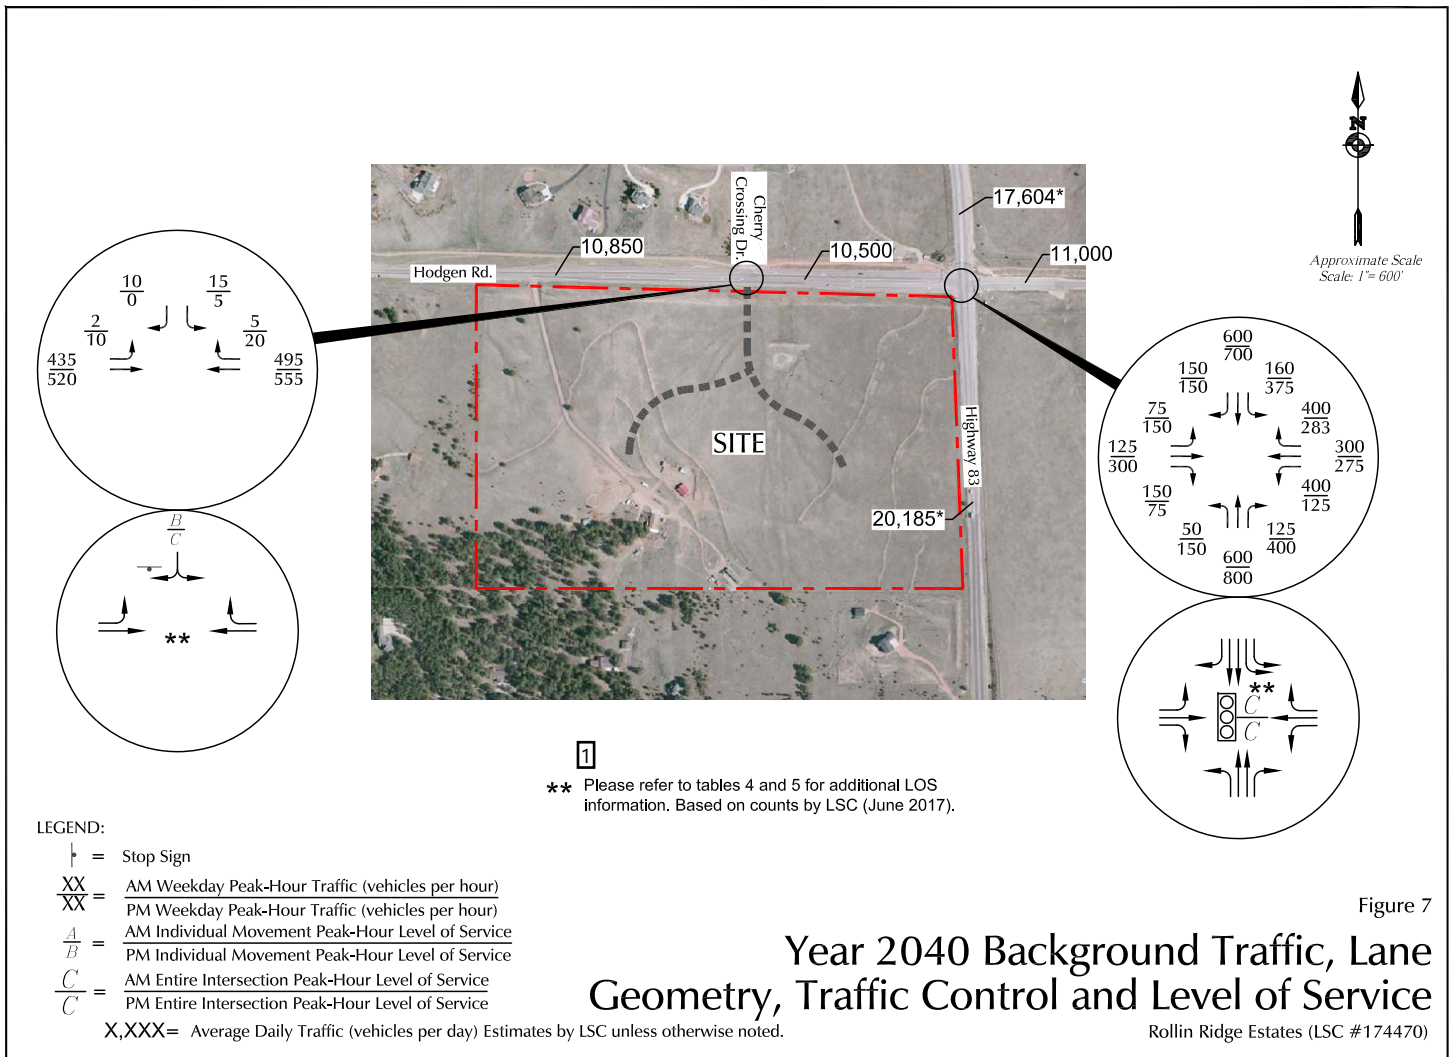 N
Approximate Scale
Scale: 1"= 600'
Cherry
Crossing Dr.
17,604*
10,850
10,500
11,000
Hodgen Rd.
SITE
Highway 83
20,185*
10
0
15
5
2
10
5
20
435
520
495
555
B
C
**
600
700
150
150
160
375
75
150
400
283
125
300
300
275
150
75
400
125
50
150
125
400
600
800
**
C
C
1
** Please refer to tables 4 and 5 for additional LOS
information. Based on counts by LSC (June 2017).
LEGEND:
= Stop Sign
XX
XX
=
AM Weekday Peak-Hour Traffic (vehicles per hour)
PM Weekday Peak-Hour Traffic (vehicles per hour)
A
B
=
AM Individual Movement Peak-Hour Level of Service
PM Individual Movement Peak-Hour Level of Service
C
C
=
AM Entire Intersection Peak-Hour Level of Service
PM Entire Intersection Peak-Hour Level of Service
X,XXX= Average Daily Traffic (vehicles per day) Estimates by LSC unless otherwise noted.
Figure 7
Year 2040 Background Traffic, Lane
Geometry, Traffic Control and Level of Service
Rollin Ridge Estates (LSC #174470)